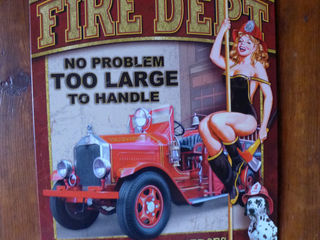 FIRE DEPT
NO PROBLEM
TOO LARGE
TO HANDLE